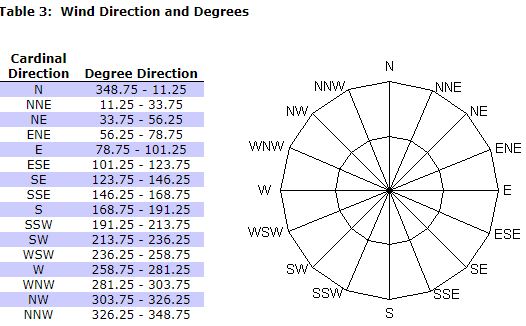 Table 3: Wind Direction and Degrees
Cardinal
Direction Degree Direction
N 348.75 - 11.25
NNE 11.25 - 33.75
NE 33.75 - 56.25
ENE 56.25 - 78.75
E 78.75 - 101.25
ESE 101.25 - 123.75
SE 123.75 - 146.25
SSE 146.25 - 168.75
S 168.75 - 191.25
SSW 191.25 - 213.75
SW 213.75 - 236.25
WSW 236.25 - 258.75
W 258.75 - 281.25
WNW 281.25 - 303.75
NW 303.75 - 326.25
NNW 326.25 - 348.75
N
NNW NNE
NW NE
WNW ENE
W E
WSW ESE
SW SE
SSW SSE
S